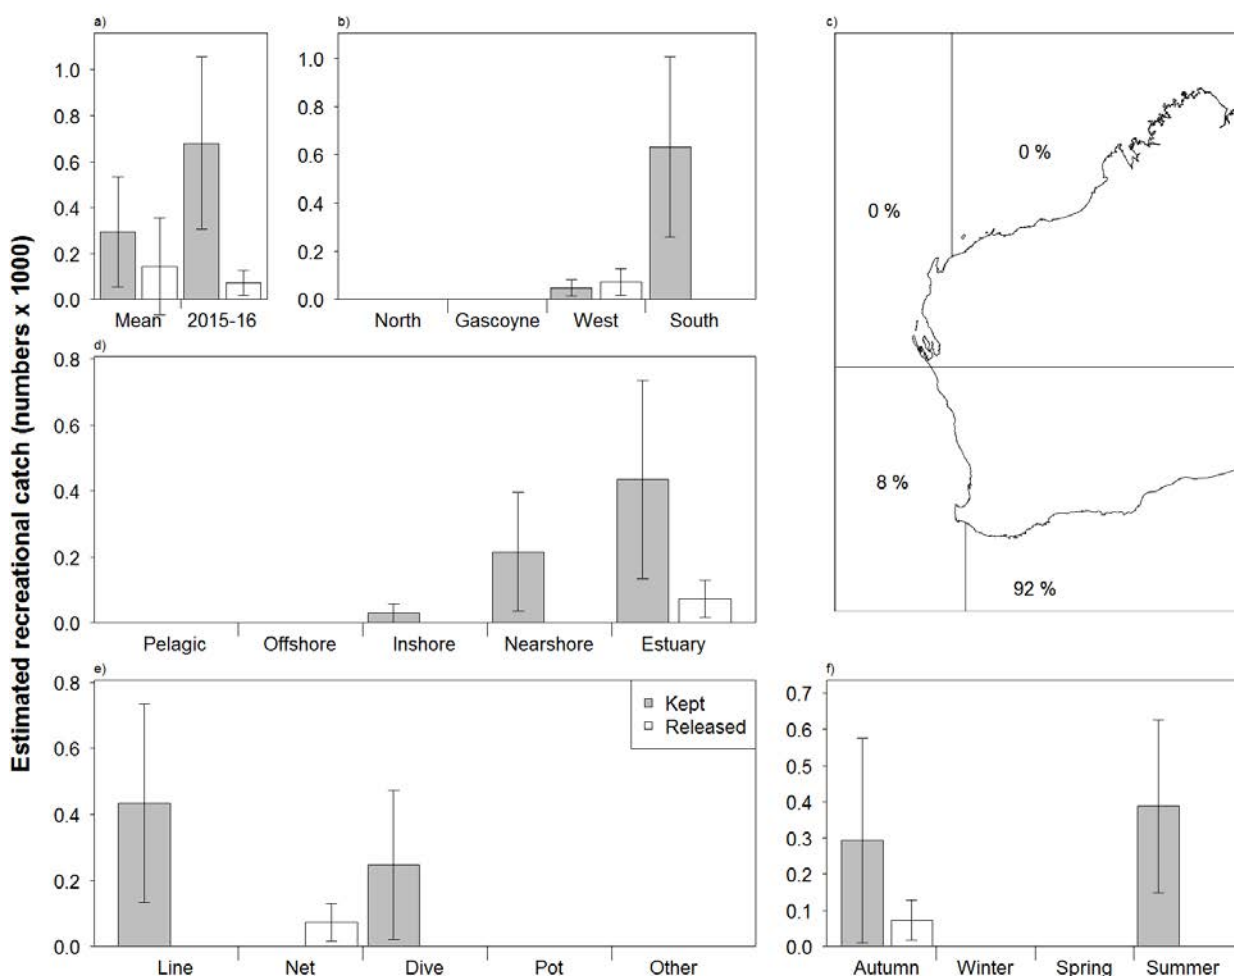 Estimated recreational catch (numbers x 1000)
a)
1.0
0.8
0.6
0.4
0.2
0.0
Mean 2015-16
b)
1.0
0.8
0.6
0.4
0.2
0.0
North Gascoyne West South
c)
0 %
0 %
8 %
92 %
d)
0.8
0.6
0.4
0.2
0.0
Pelagic Offshore Inshore Nearshore Estuary
e)
0.8
0.6
0.4
0.2
0.0
Kept
Released
Line Net Dive Pot Other
f)
0.7
0.6
0.5
0.4
0.3
0.2
0.1
0.0
Autumn Winter Spring Summer